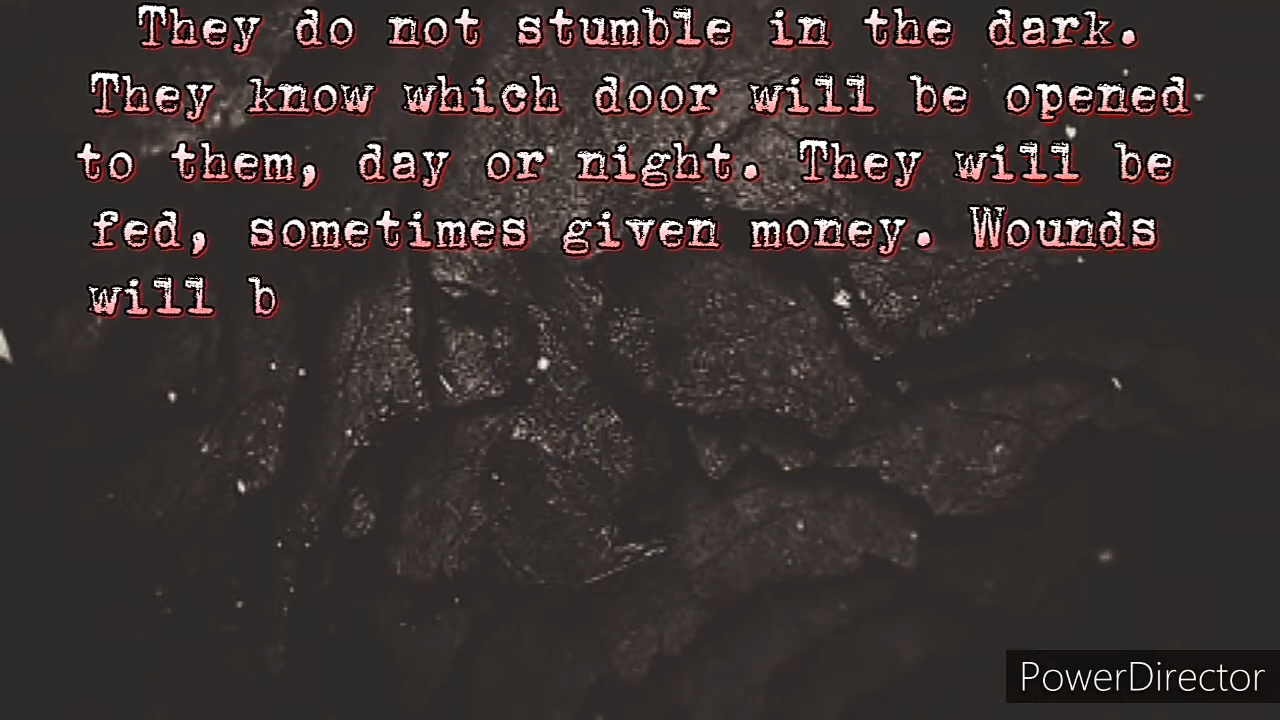 They do not stumble in the dark.
They know which door will be opened
to them, day or night. They will be
fed, sometimes given money. Wounds
will b
PowerDirector